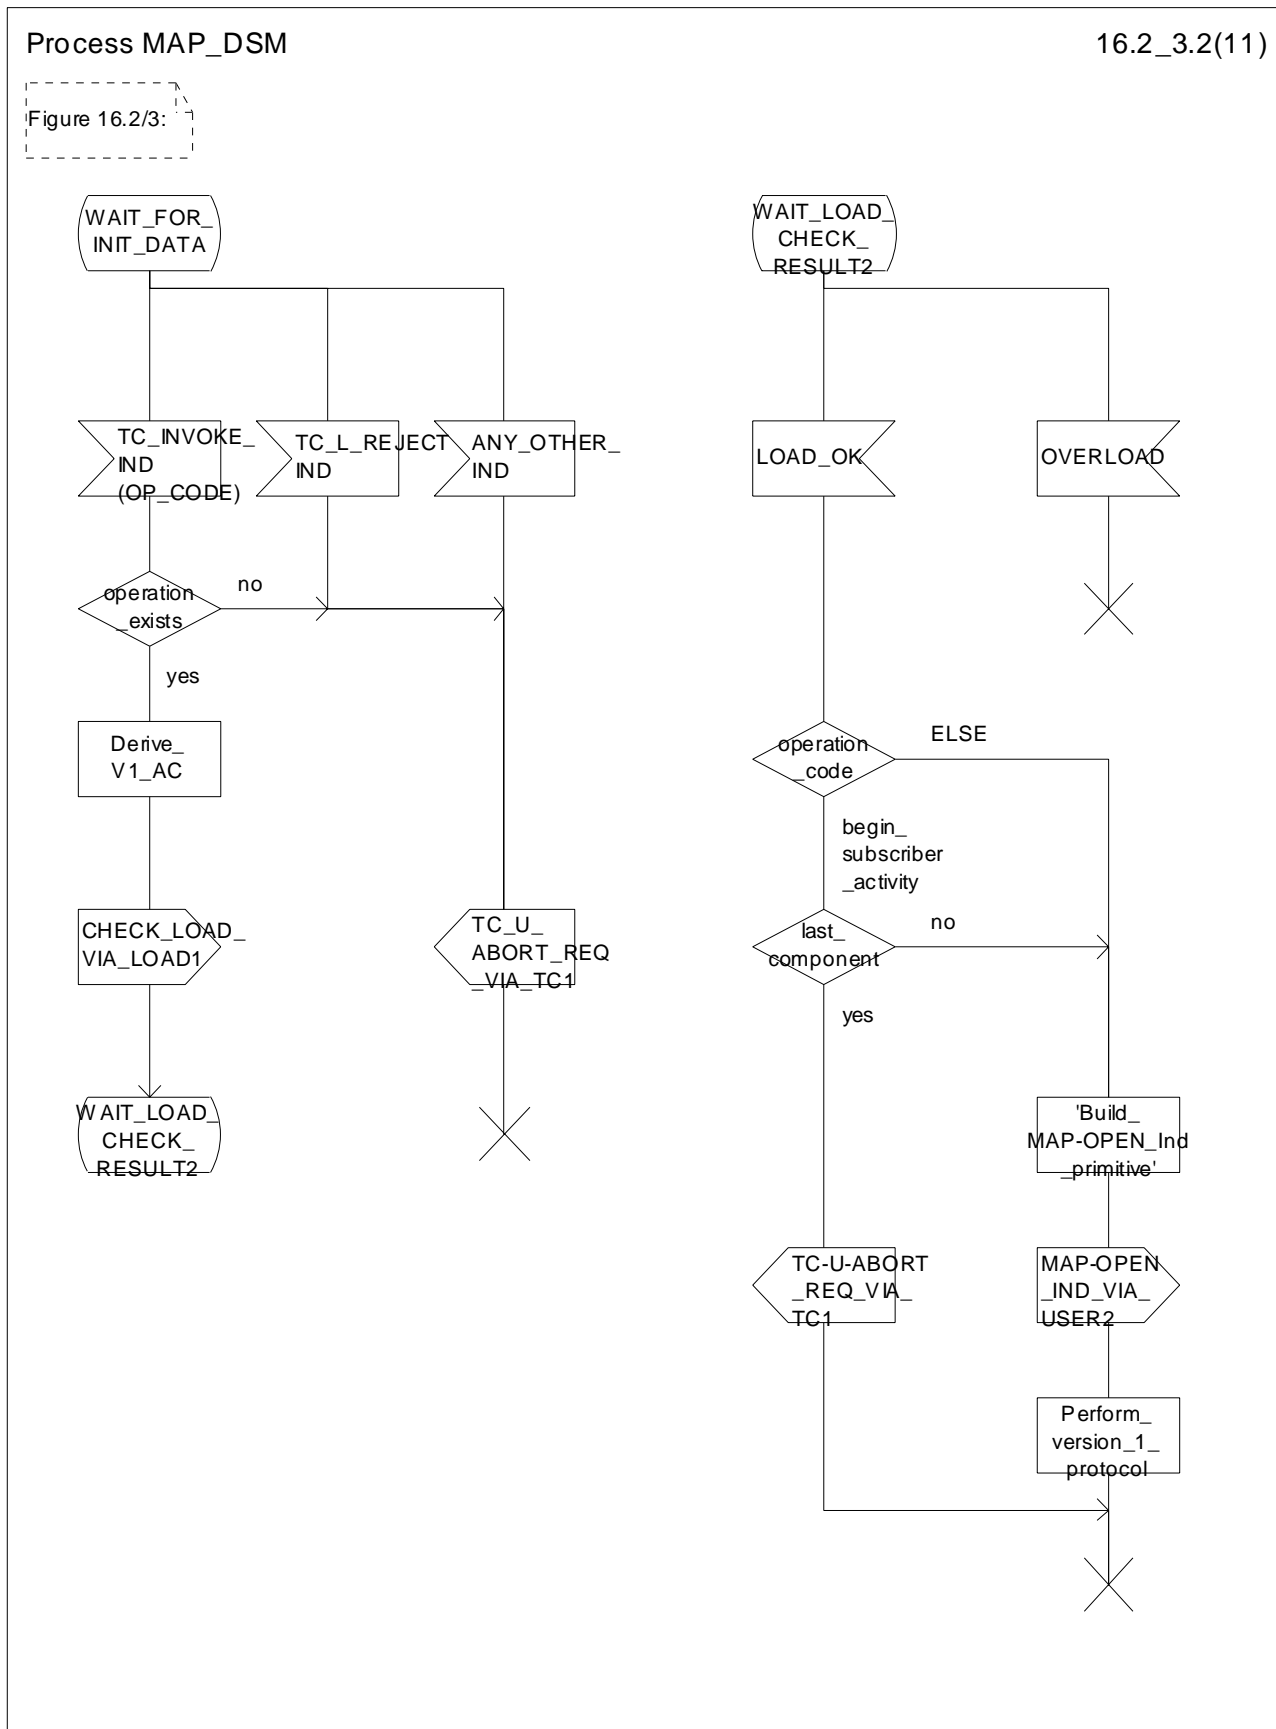 Process MAP_DSM
16.2_3.2(11)
Figure 16.2/3:
WAIT_FOR_
INIT_DATA
TC_INVOKE_
IND
(OP_CODE)
TC_L_REJECT
IND
ANY_OTHER_
IND
operation
_exists
no
yes
Derive_
V1_AC
CHECK_LOAD_
VIA_LOAD1
TC_U_
ABORT_REQ
_VIA_TC1
WAIT_LOAD_
CHECK_
RESULT2
WAIT_LOAD_
CHECK_
RESULT2
LOAD_OK
OVERLOAD
operation
_code
ELSE
begin_
subscriber
_activity
last_
component
no
yes
'Build_
MAP-OPEN_Ind
_primitive'
TC-U-ABORT
_REQ_VIA_
TC1
MAP-OPEN
_IND_VIA_
USER2
Perform_
version_1_
protocol